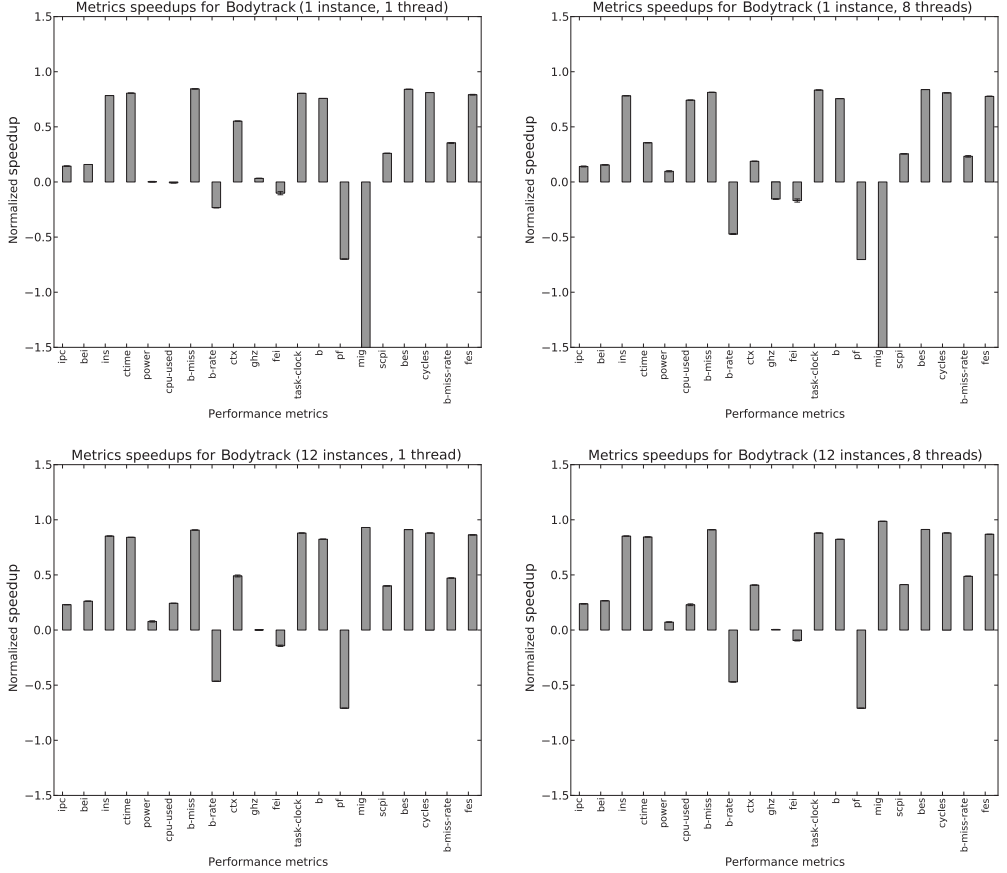 Metrics speedups for Bodytrack (1 instance, 1 thread)
1.5
1.0
0.5
0.0
−0.5
−1.0
−1.5
Normalized speedup
ipc
bei
ins
ctime
power
cpu-used
b-miss
b-rate
ctx
ghz
fei
task-clock
b
pf
mig
scpi
bes
cycles
b-miss-rate
fes
Performance metrics
Metrics speedups for Bodytrack (1 instance, 8 threads)
1.5
1.0
0.5
0.0
−0.5
−1.0
−1.5
Normalized speedup
ipc
bei
ins
ctime
power
cpu-used
b-miss
b-rate
ctx
ghz
fei
task-clock
b
pf
mig
scpi
bes
cycles
b-miss-rate
fes
Performance metrics
Metrics speedups for Bodytrack (12 instances, 1 thread)
1.5
1.0
0.5
0.0
−0.5
−1.0
−1.5
Normalized speedup
ipc
bei
ins
ctime
power
cpu-used
b-miss
b-rate
ctx
ghz
fei
task-clock
b
pf
mig
scpi
bes
cycles
b-miss-rate
fes
Performance metrics
Metrics speedups for Bodytrack (12 instances, 8 threads)
1.5
1.0
0.5
0.0
−0.5
−1.0
−1.5
Normalized speedup
ipc
bei
ins
ctime
power
cpu-used
b-miss
b-rate
ctx
ghz
fei
task-clock
b
pf
mig
scpi
bes
cycles
b-miss-rate
fes
Performance metrics